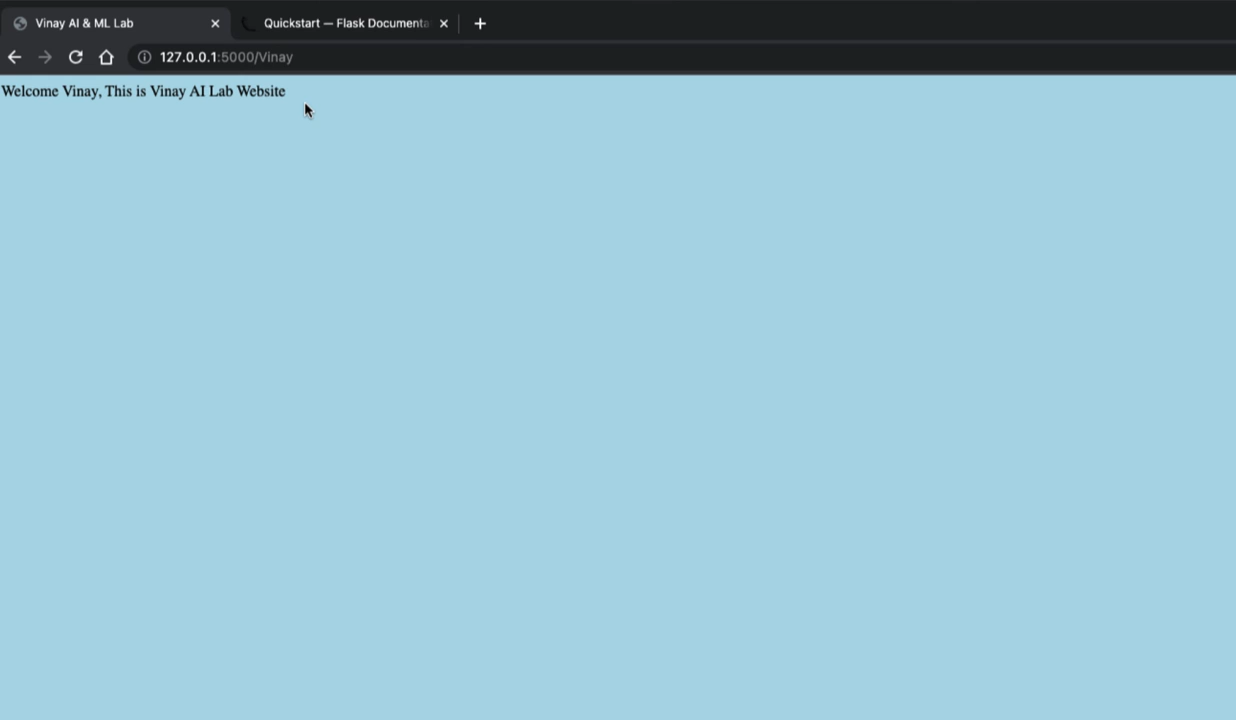 Vinay AI & ML Lab
Quickstart — Flask Documenta
127.0.0.1:5000/Vinay
Welcome Vinay, This is Vinay AI Lab Website